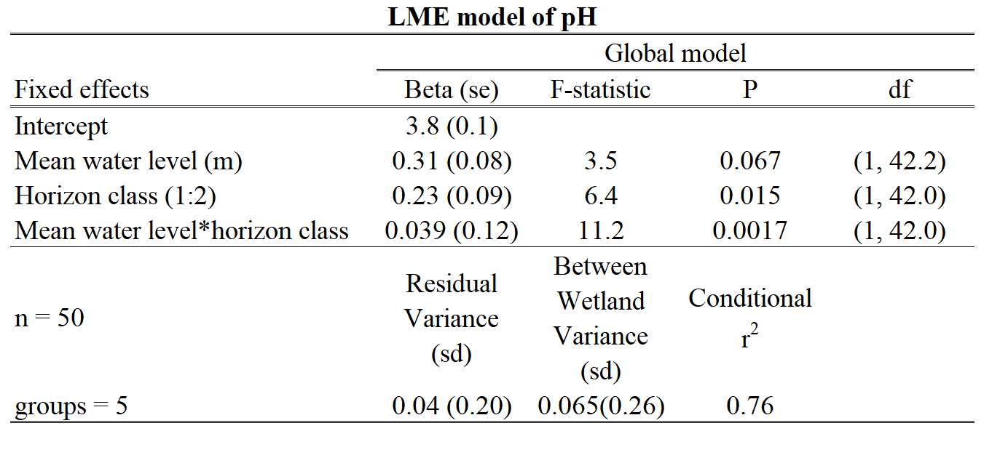 LME model of pH
Global model
Fixed effects Beta (se) F-statistic P df
Intercept 3.8 (0.1)
Mean water level (m) 0.31 (0.08) 3.5 0.067 (1, 42.2)
Horizon class (1:2) 0.23 (0.09) 6.4 0.015 (1, 42.0)
Mean water level*horizon class 0.039 (0.12) 11.2 0.0017 (1, 42.0)
n = 50
Residual
Variance
(sd)
Between
Wetland
Variance
(sd)
Conditional
r²
groups = 5 0.04 (0.20) 0.065(0.26) 0.76